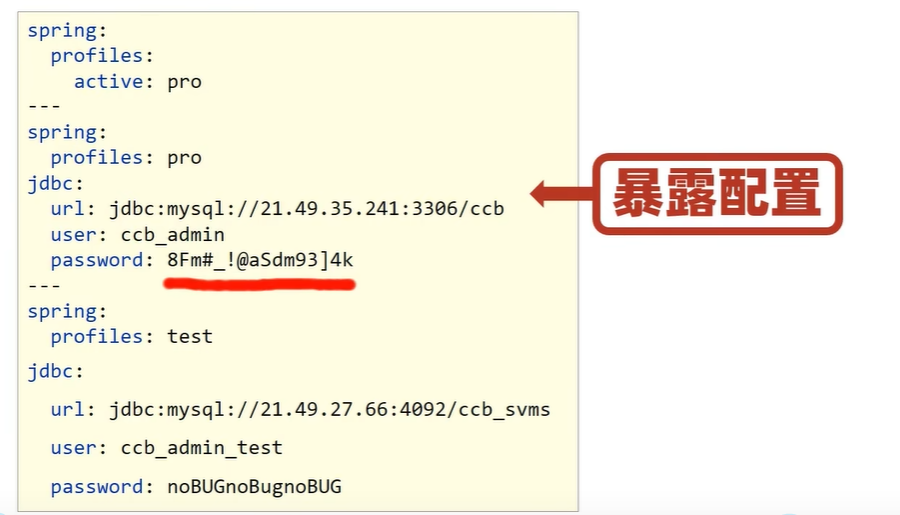 spring:
  profiles:
    active: pro
---
spring:
  profiles: pro
jdbc:
  url: jdbc:mysql://21.49.35.241:3306/ccb
  user: ccb_admin
  password: 8Fm#_!@aSdm93]4k
---
spring:
  profiles: test
jdbc:
  url: jdbc:mysql://21.49.27.66:4092/ccb_svms
  user: ccb_admin_test
  password: noBUGnoBugnoBUG
暴露配置